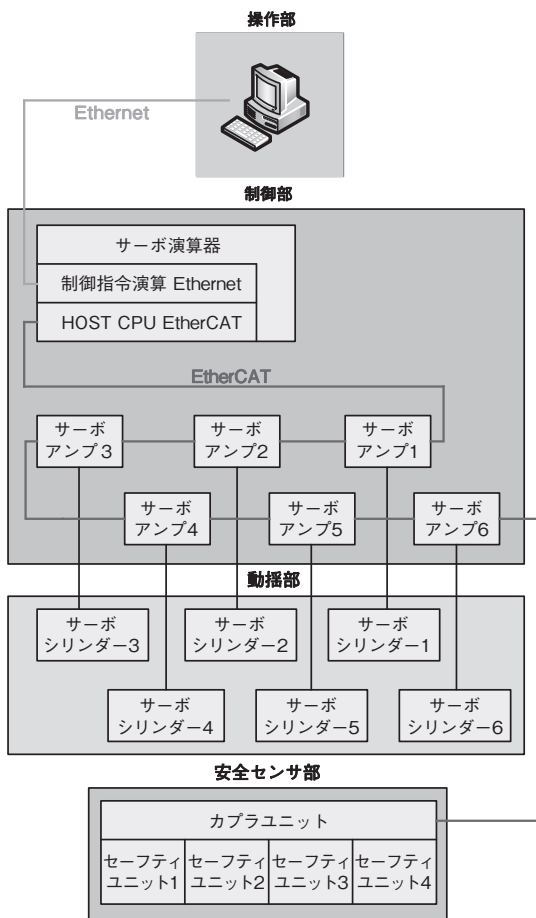 操作部
Ethernet
制御部
サーボ演算器
制御指令演算 Ethernet
HOST CPU EtherCAT
EtherCAT
サーボ
アンプ3
サーボ
アンプ2
サーボ
アンプ1
サーボ
アンプ4
サーボ
アンプ5
サーボ
アンプ6
動揺部
サーボ
シリンダー3
サーボ
シリンダー2
サーボ
シリンダー1
サーボ
シリンダー4
サーボ
シリンダー5
サーボ
シリンダー6
安全センサ部
カプラユニット
セーフティ
ユニット1
セーフティ
ユニット2
セーフティ
ユニット3
セーフティ
ユニット4